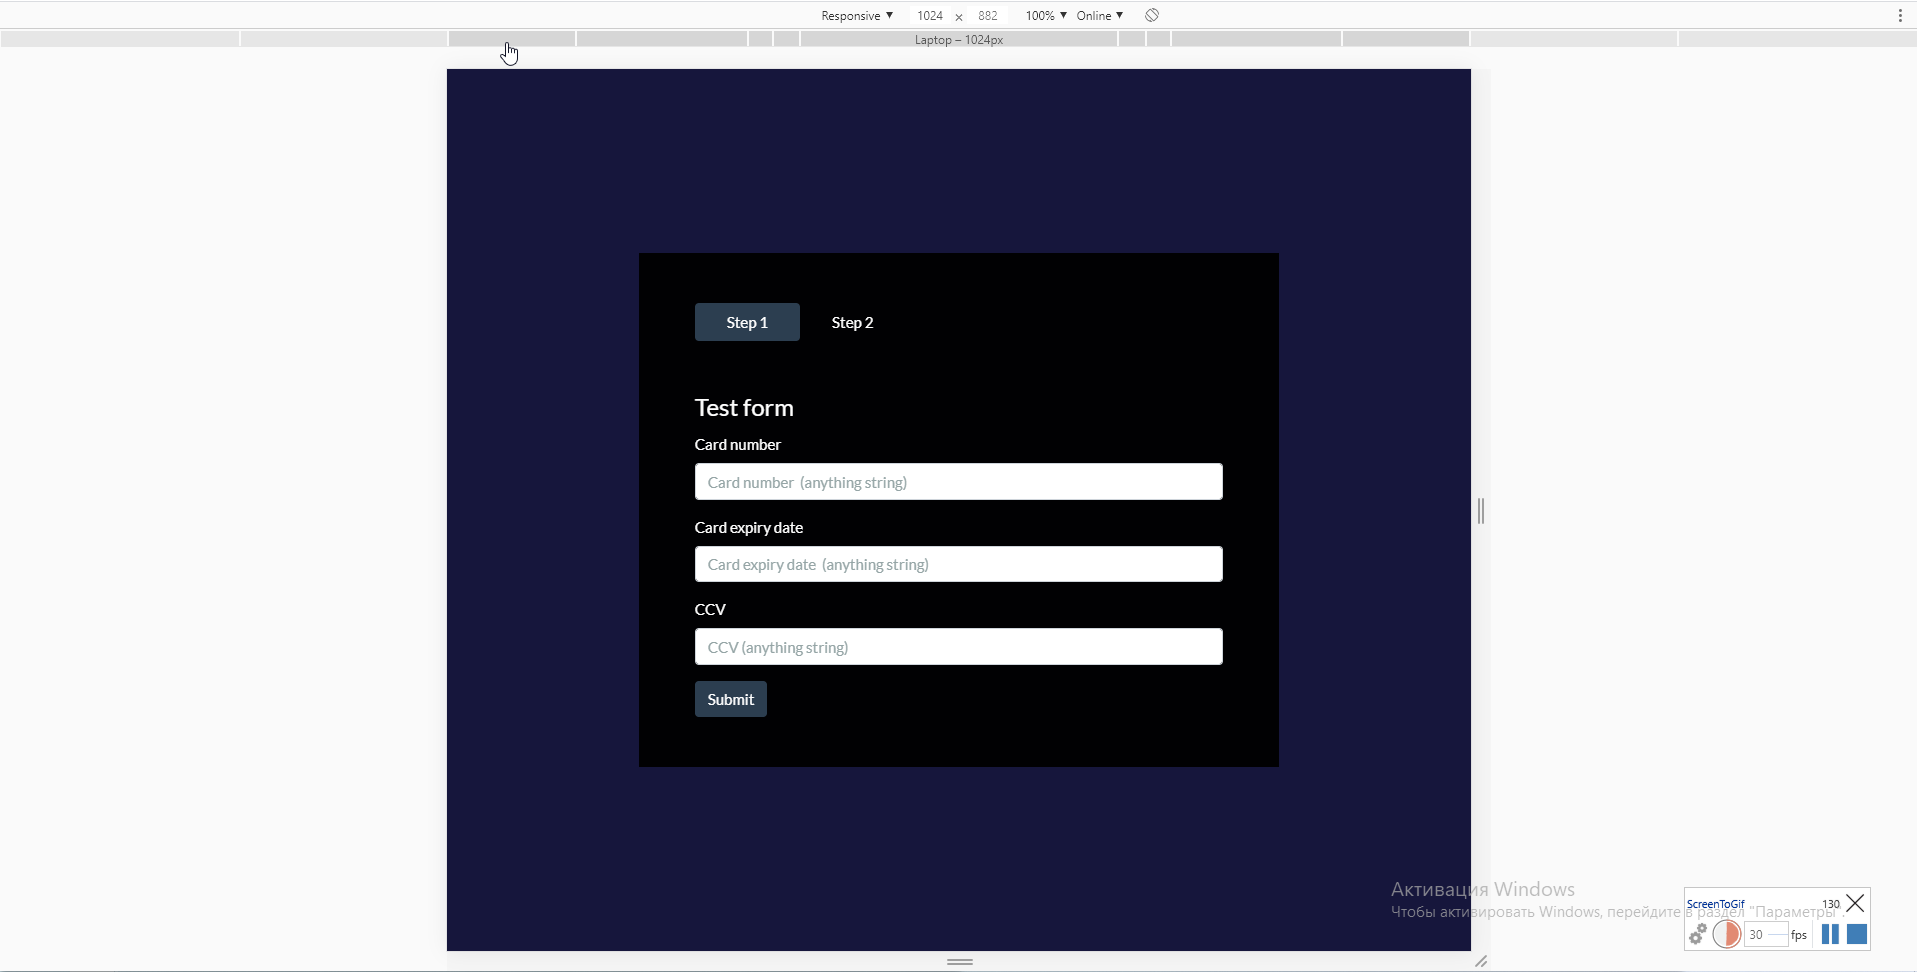 Responsive ▼ 1024 x 882 100% ▼ Online ▼
Laptop – 1024px
Step 1 Step 2
Test form
Card number
Card number (anything string)
Card expiry date
Card expiry date (anything string)
CCV
CCV (anything string)
Submit
Активация Windows
Чтобы активировать Windows, перейдите в раздел "Параметры".
ScreenToGif 130
30 fps